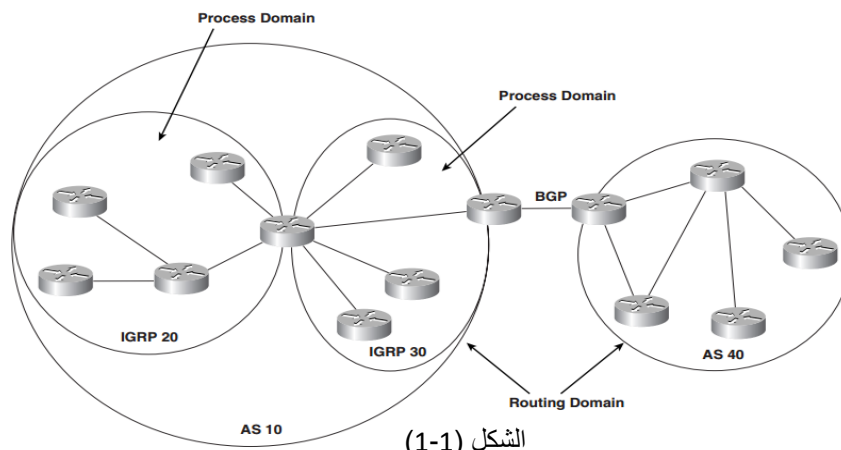 Process Domain
Process Domain
BGP
IGRP 20
IGRP 30
AS 40
Routing Domain
AS 10
الشكل (1-1)